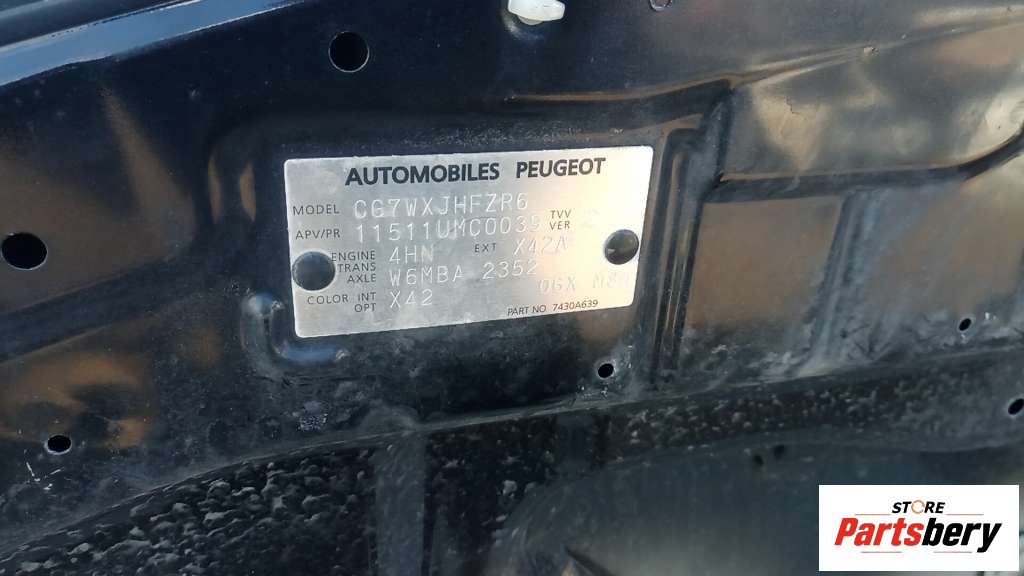 AUTOMOBILES PEUGEOT
MODEL CG7WXJHFZR6
APV/PR 11511UMC0039 TVV VER
ENGINE 4HN EXT X42A
TRANS AXLE W6MBA 2352
COLOR INT OPT X42
PART NO 7430A639
STORE
Partsbery